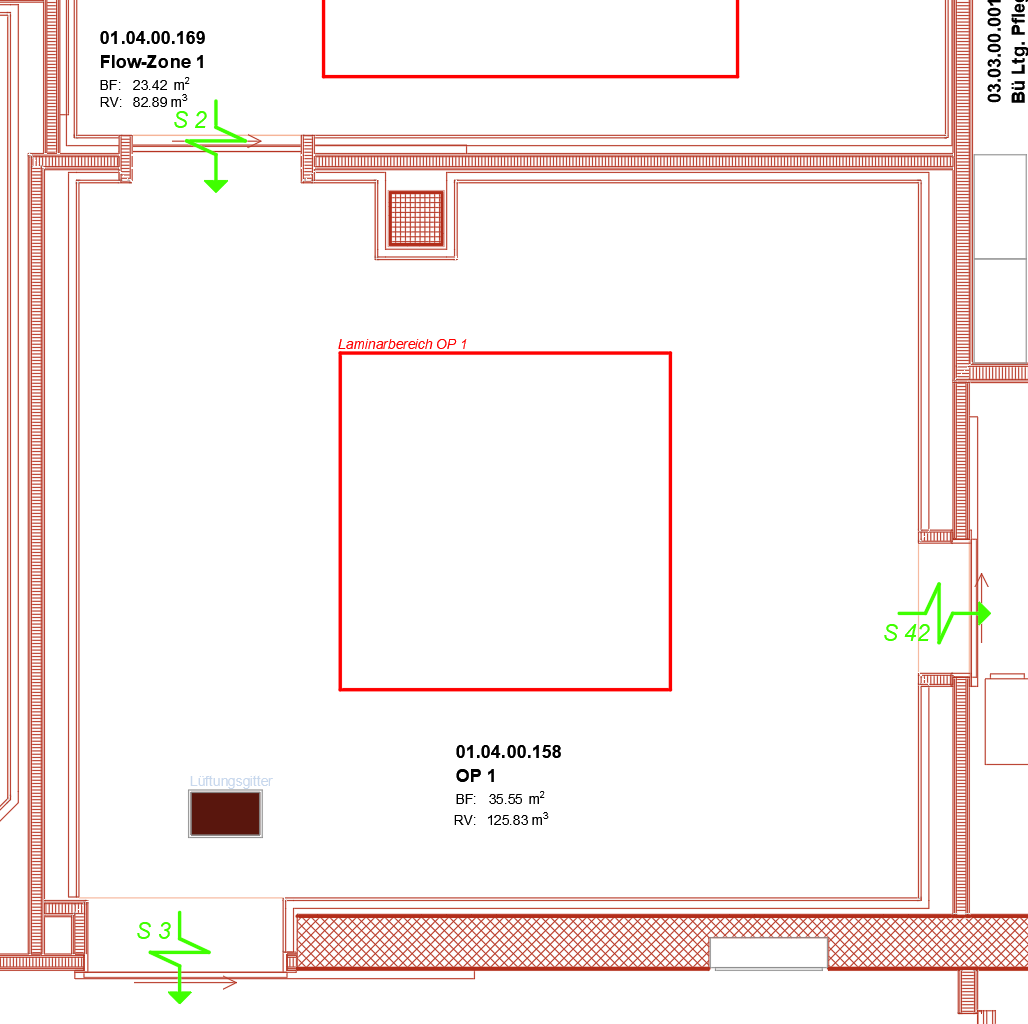 01.04.00.169
Flow-Zone 1
BF: 23.42 m²
RV: 82.89 m³
S 2
03.03.00.001
Bü Ltg.
Laminarbereich OP 1
S 42
01.04.00.158
OP 1
BF: 35.55 m²
RV: 125.83 m³
Lüftungsgitter
S 3